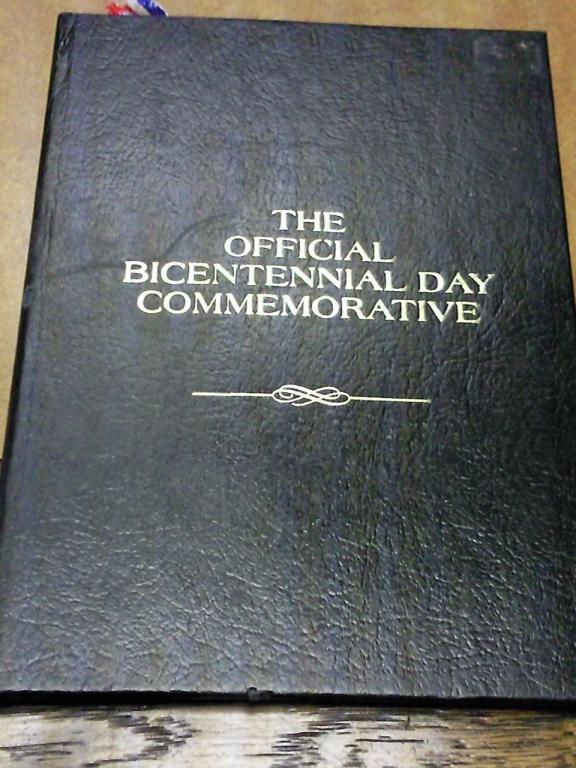 THE
OFFICIAL
BICENTENNIAL DAY
COMMEMORATIVE